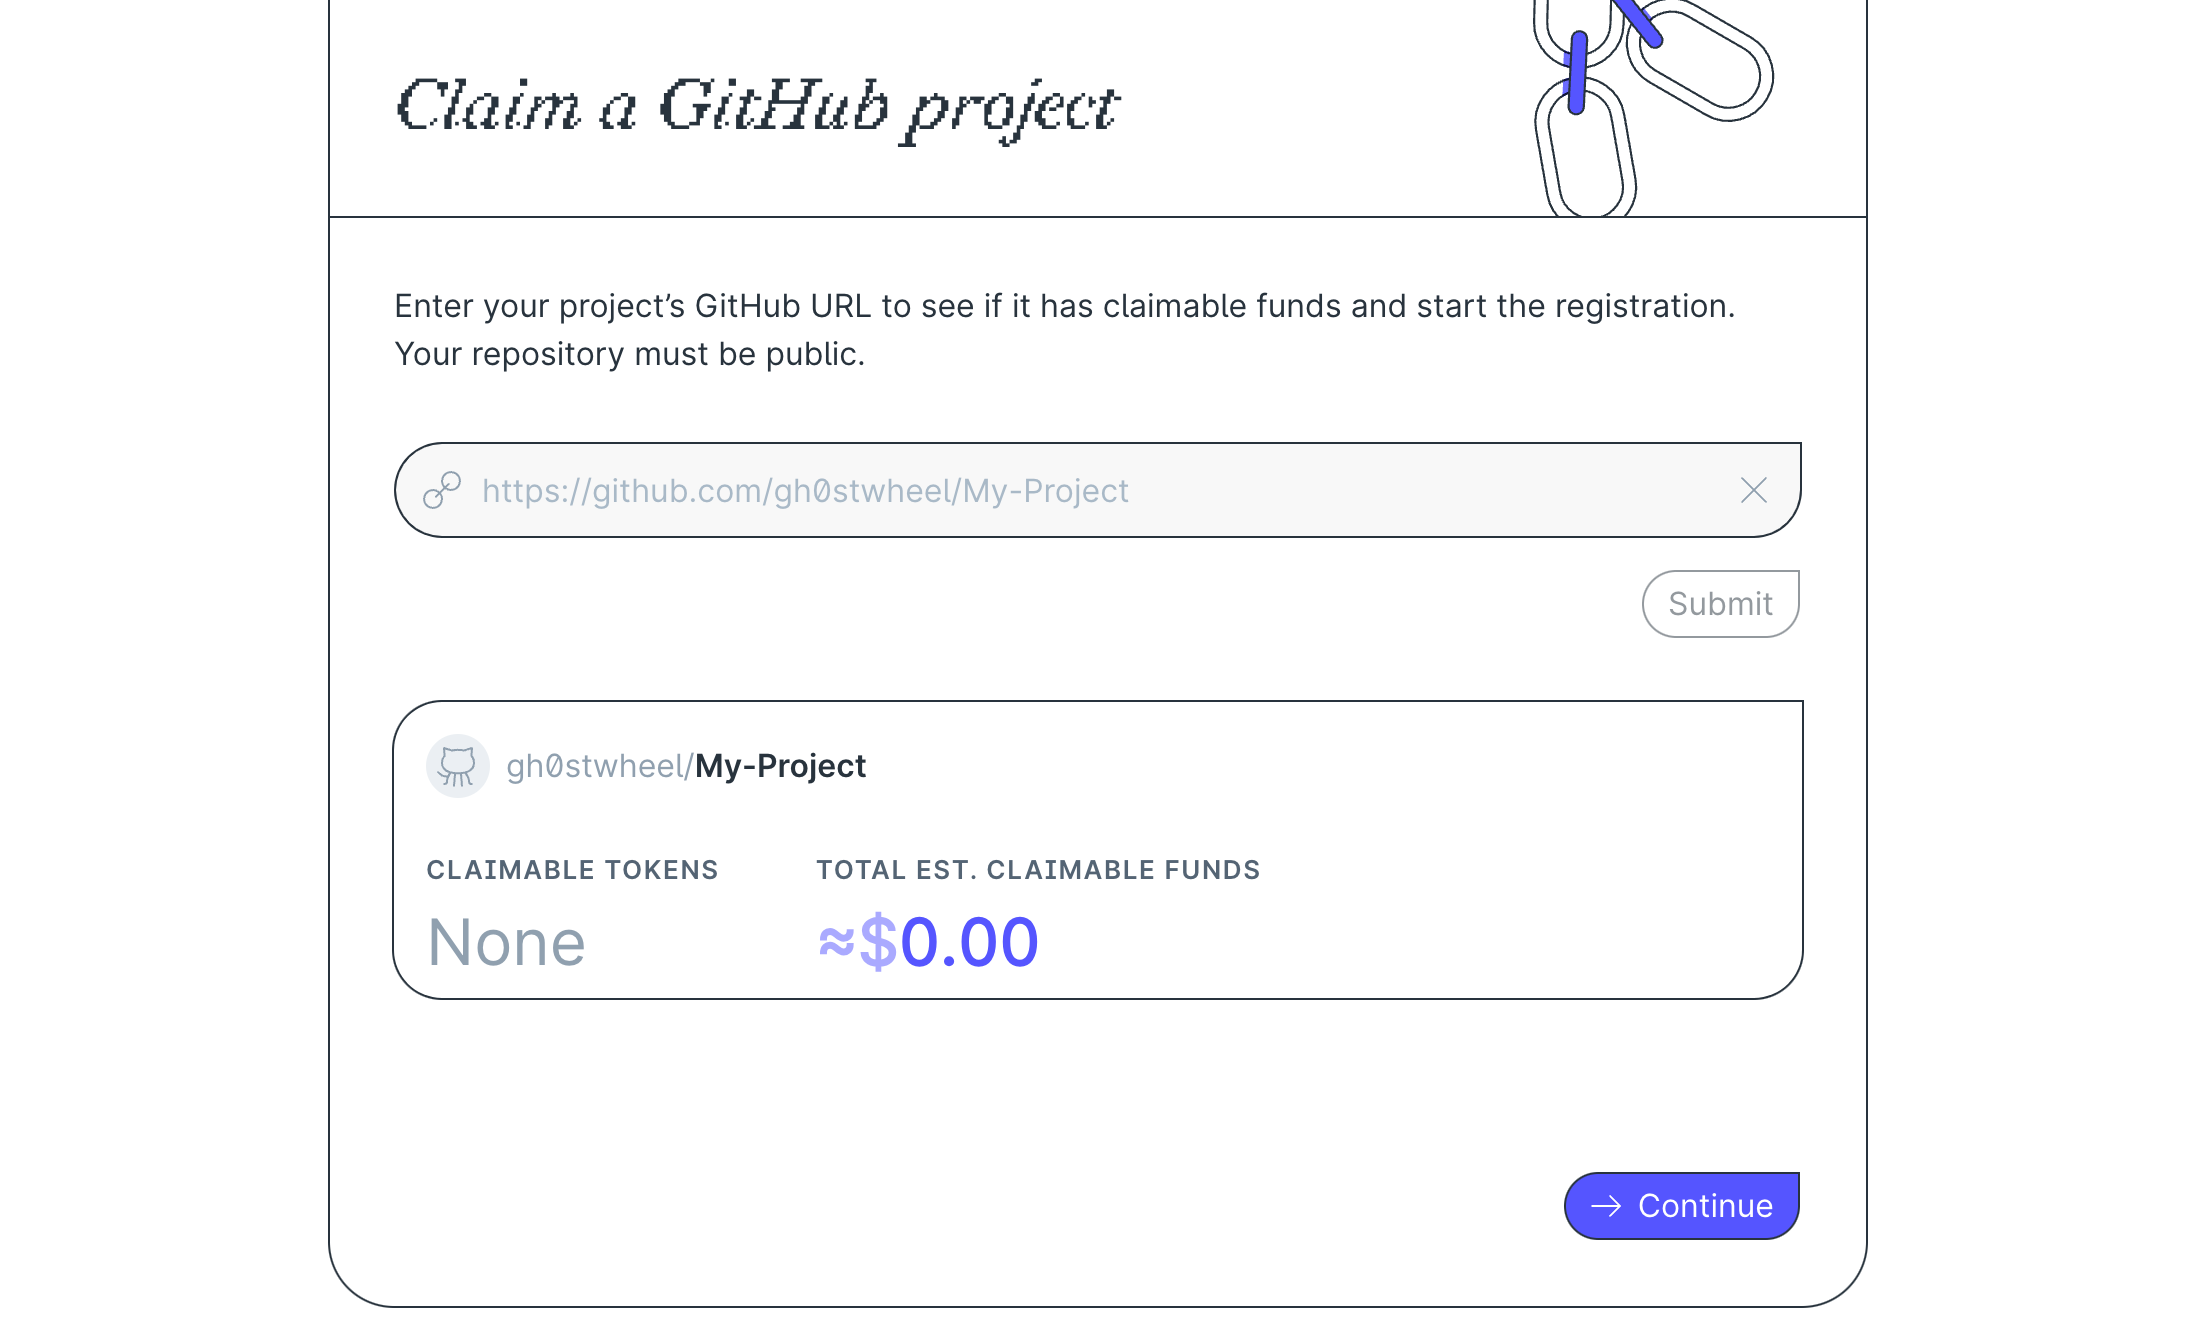 Claim a GitHub project
Enter your project’s GitHub URL to see if it has claimable funds and start the registration.
Your repository must be public.
https://github.com/gh0stwheel/My-Project
Submit
gh0stwheel/My-Project
CLAIMABLE TOKENS
None
TOTAL EST. CLAIMABLE FUNDS
≈$0.00
Continue